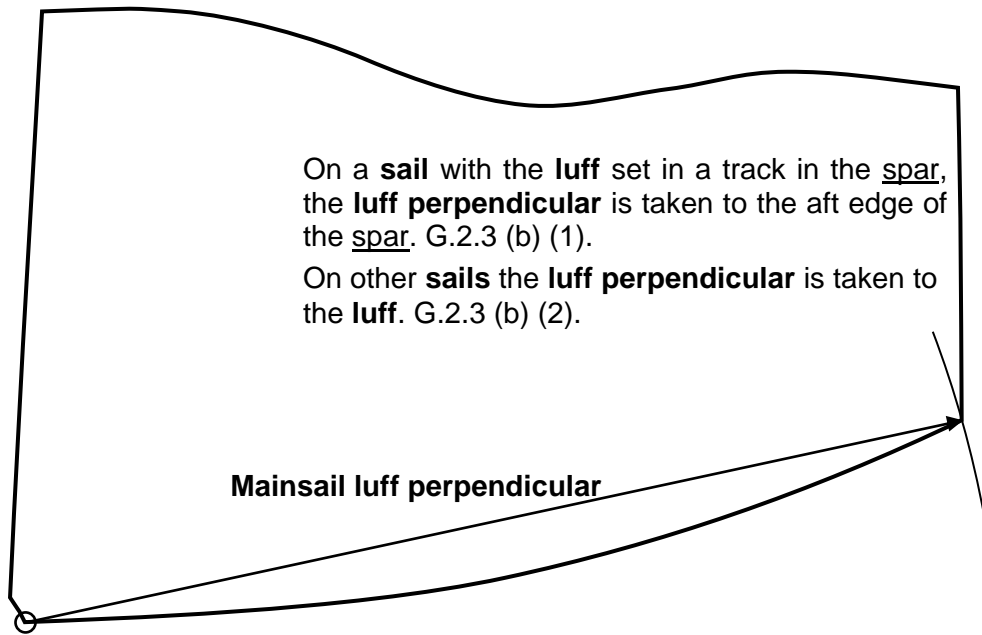 On a sail with the luff set in a track in the spar,
the luff perpendicular is taken to the aft edge of
the spar. G.2.3 (b) (1).
On other sails the luff perpendicular is taken to
the luff. G.2.3 (b) (2).
Mainsail luff perpendicular